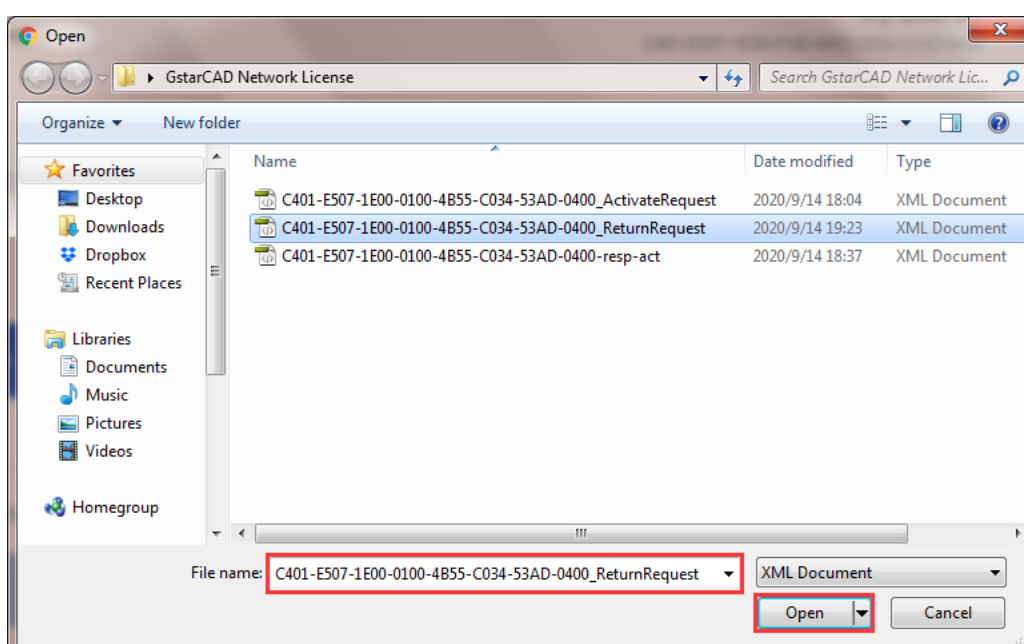 Open
GstarCAD Network License
Search GstarCAD Network Lic...
Organize
New folder
Name
Date modified
Type
Favorites
Desktop
Downloads
Dropbox
Recent Places
Libraries
Documents
Music
Pictures
Videos
Homegroup
C401-E507-1E00-0100-4B55-C034-53AD-0400_ActivateRequest 2020/9/14 18:04 XML Document
C401-E507-1E00-0100-4B55-C034-53AD-0400_ReturnRequest 2020/9/14 19:23 XML Document
C401-E507-1E00-0100-4B55-C034-53AD-0400-resp-act 2020/9/14 18:37 XML Document
File name: C401-E507-1E00-0100-4B55-C034-53AD-0400_ReturnRequest
XML Document
Open
Cancel